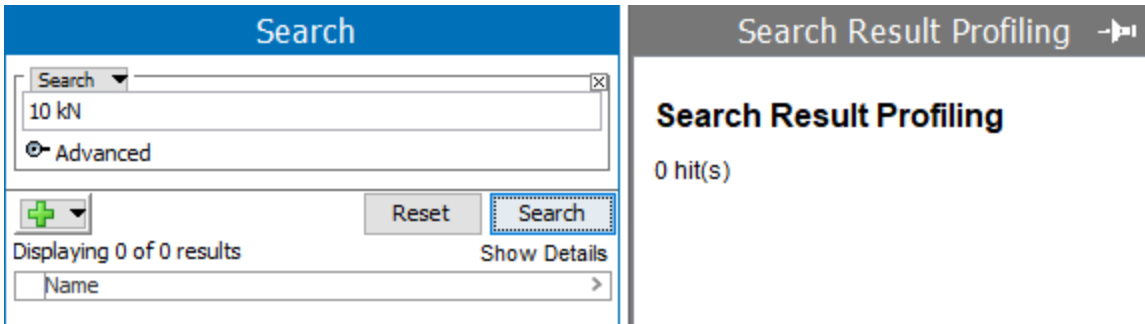 Search
Search
10 kN
Advanced
Reset Search
Displaying 0 of 0 results Show Details
Name
Search Result Profiling
Search Result Profiling
0 hit(s)